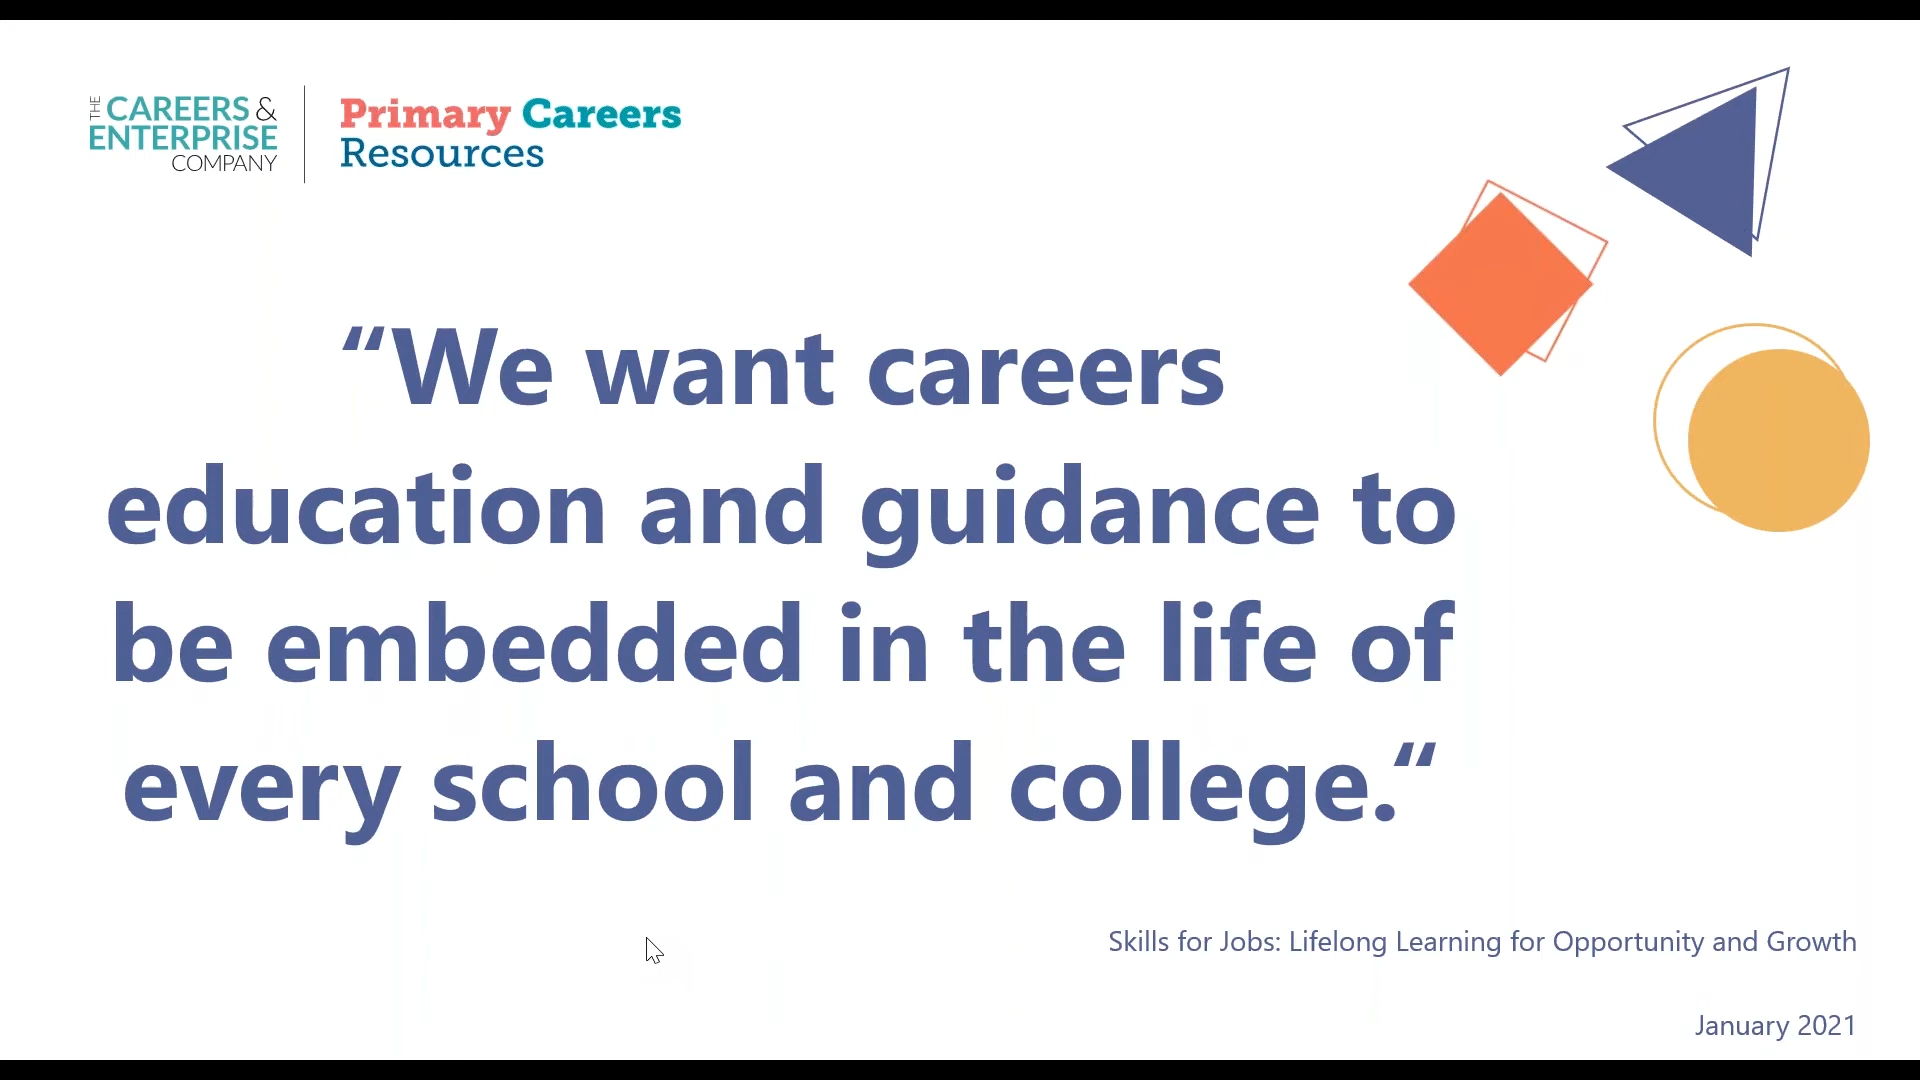 THE
CAREERS &
ENTERPRISE
COMPANY
Primary Careers
Resources
“We want careers
education and guidance to
be embedded in the life of
every school and college.“
Skills for Jobs: Lifelong Learning for Opportunity and Growth
January 2021